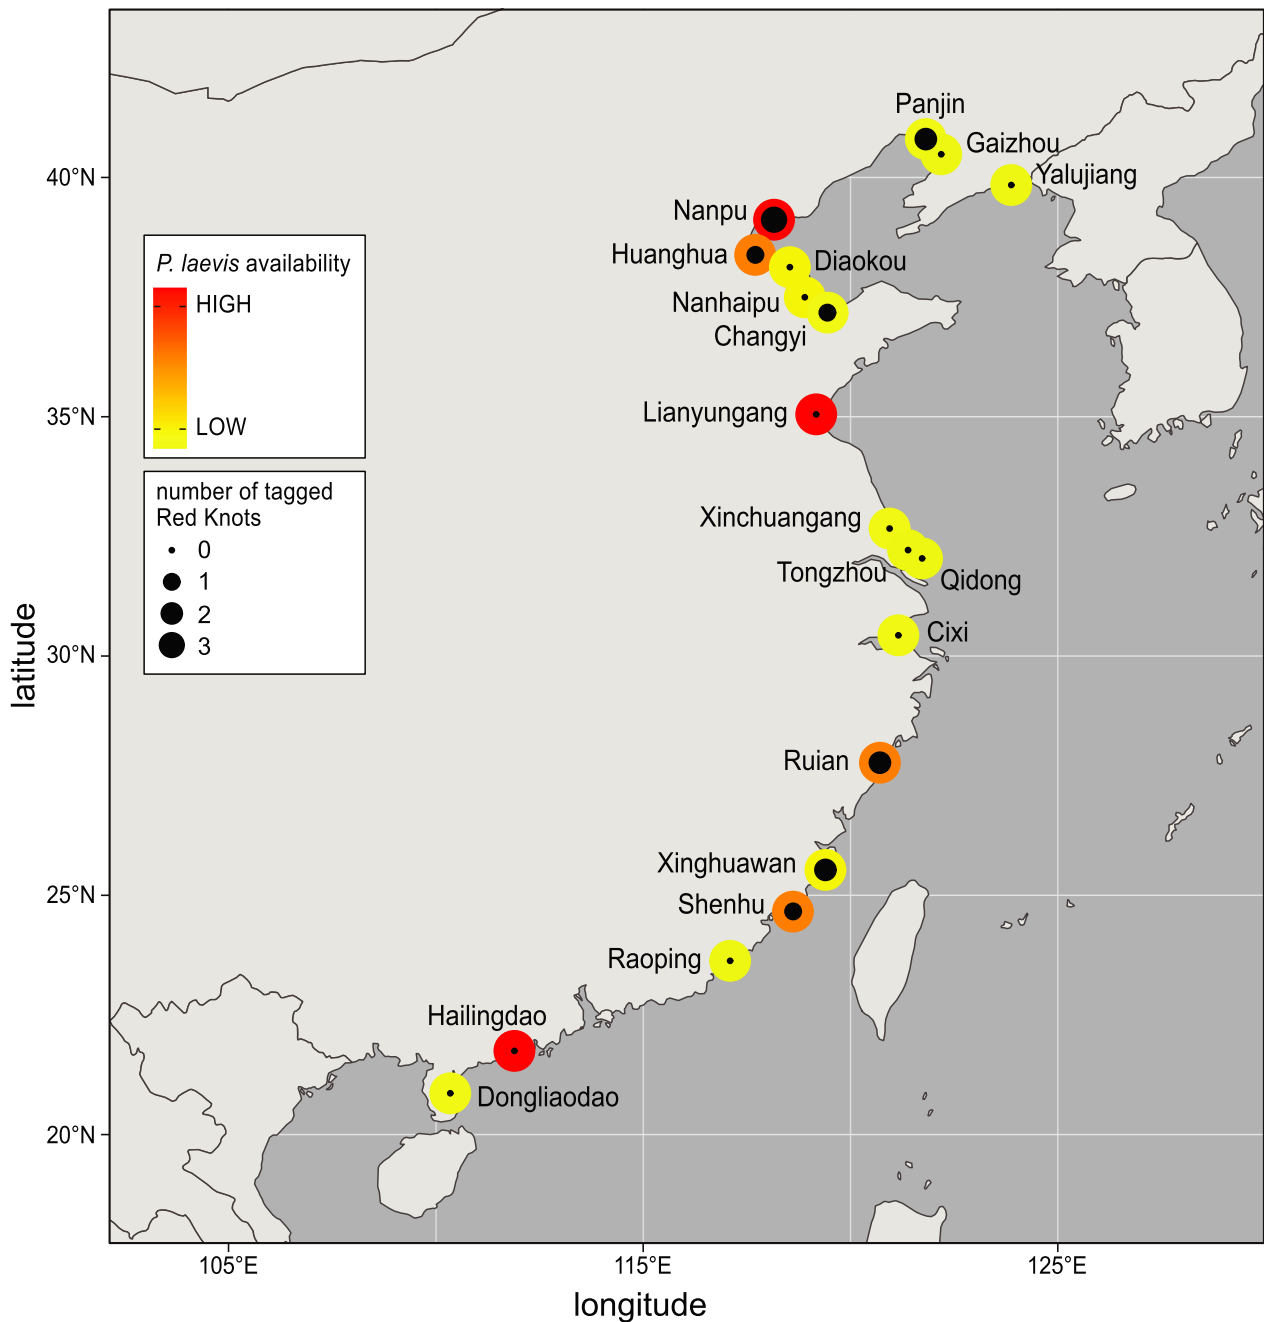 Panjin
Gaizhou
40°N
Yalujiang
Nanpu
Huanghua
Diaokou
P. laevis availability
HIGH
Nanhaipu
Changyi
35°N
Lianyungang
LOW
number of tagged
Red Knots
0
1
2
3
Xinchuangang
Tongzhou
Qidong
Cixi
30°N
latitude
Ruian
Xinghuawan
25°N
Shenhu
Raoping
Hailingdao
Dongliaodao
20°N
105°E
115°E
125°E
longitude